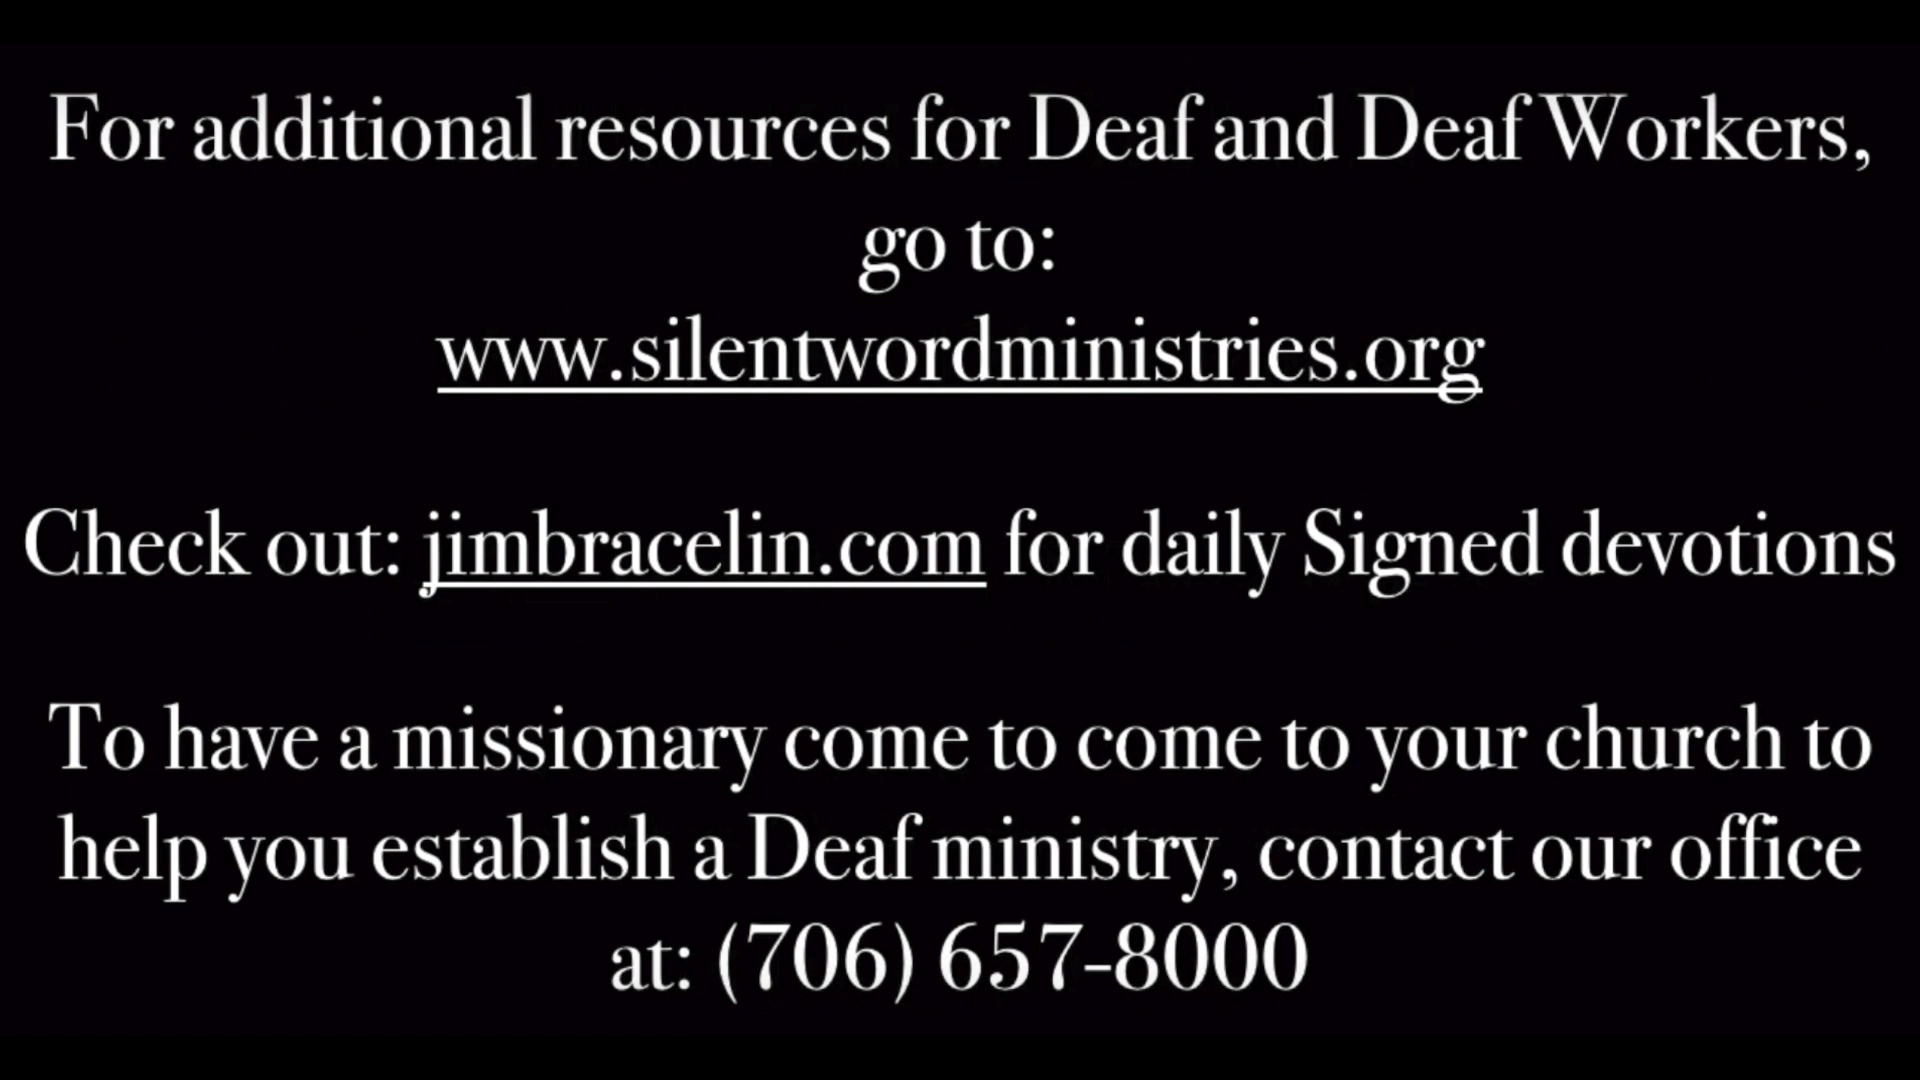 For additional resources for Deaf and Deaf Workers,
go to:
www.silentwordministries.org
Check out: jimbracelin.com for daily Signed devotions
To have a missionary come to come to your church to
help you establish a Deaf ministry, contact our office
at: (706) 657-8000